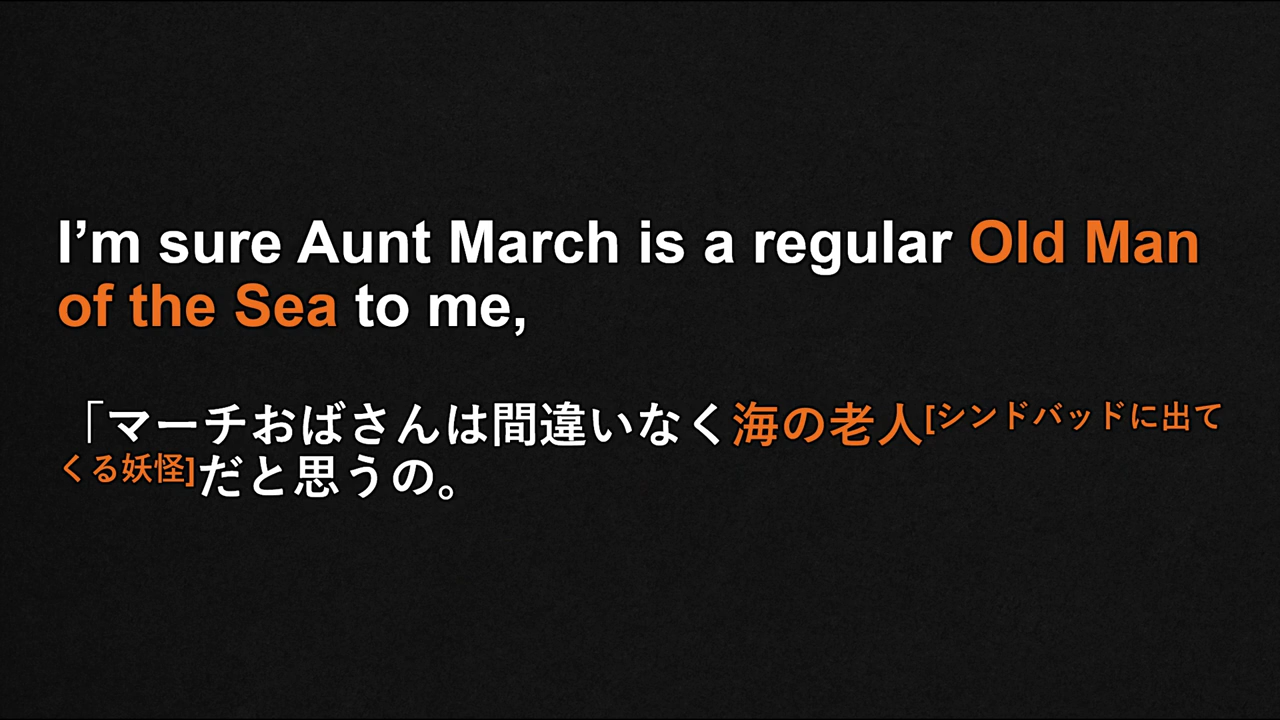 I’m sure Aunt March is a regular Old Man
of the Sea to me,
「マーチおばさんは間違いなく海の老人[シンドバッドに出て
くる妖怪]だと思うの。